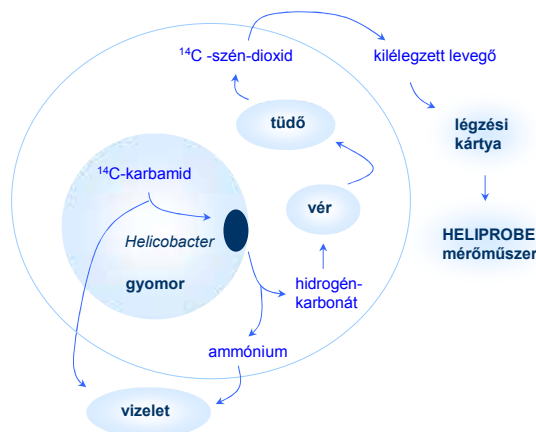 ¹⁴C -szén-dioxid
kilélegzett levegő
tüdő
légzési
kártya
¹⁴C-karbamid
vér
Helicobacter
HELIPROBE
mérőműszer
gyomor
hidrogén-
karbonát
ammónium
vizelet